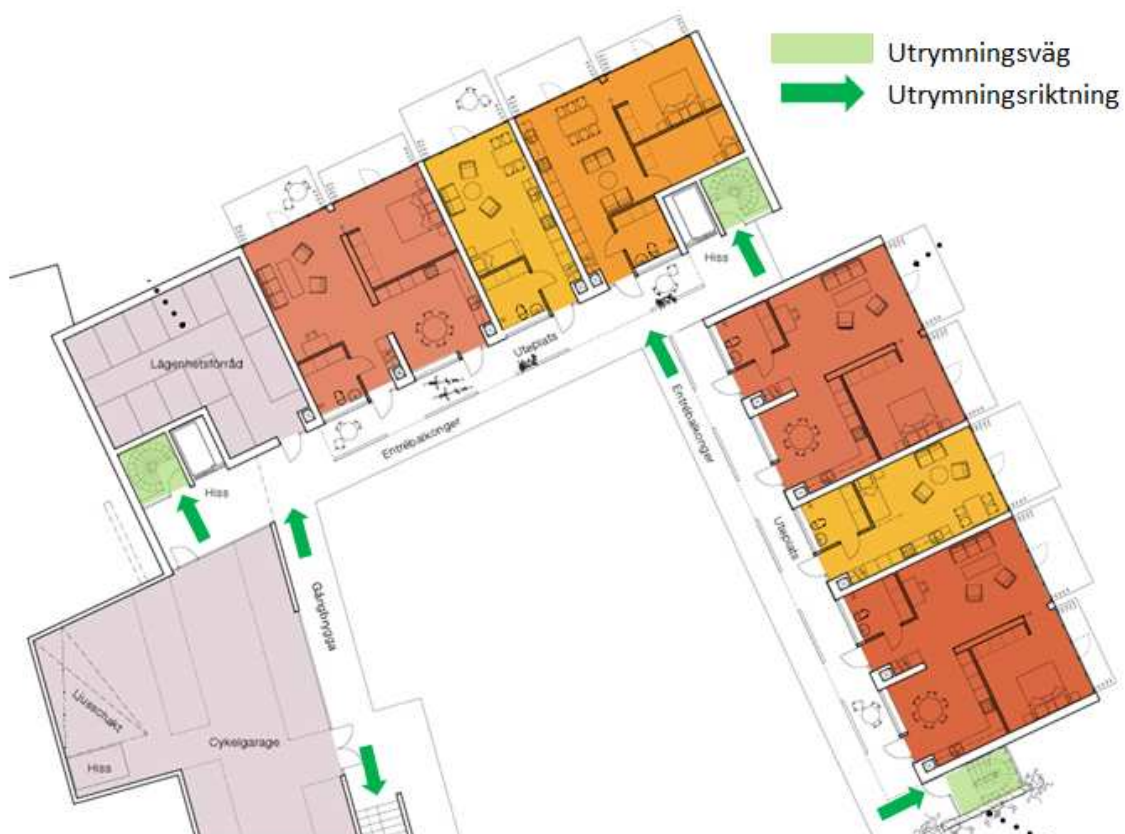 Utrymningsväg
Utrymningsriktning
Hiss
Lägenhetsförråd
Uteplats
Entrébalkonger
Entrébalkonger
Hiss
Uteplats
Gångbrygga
Ljusschakt
Cykelgarage
Hiss